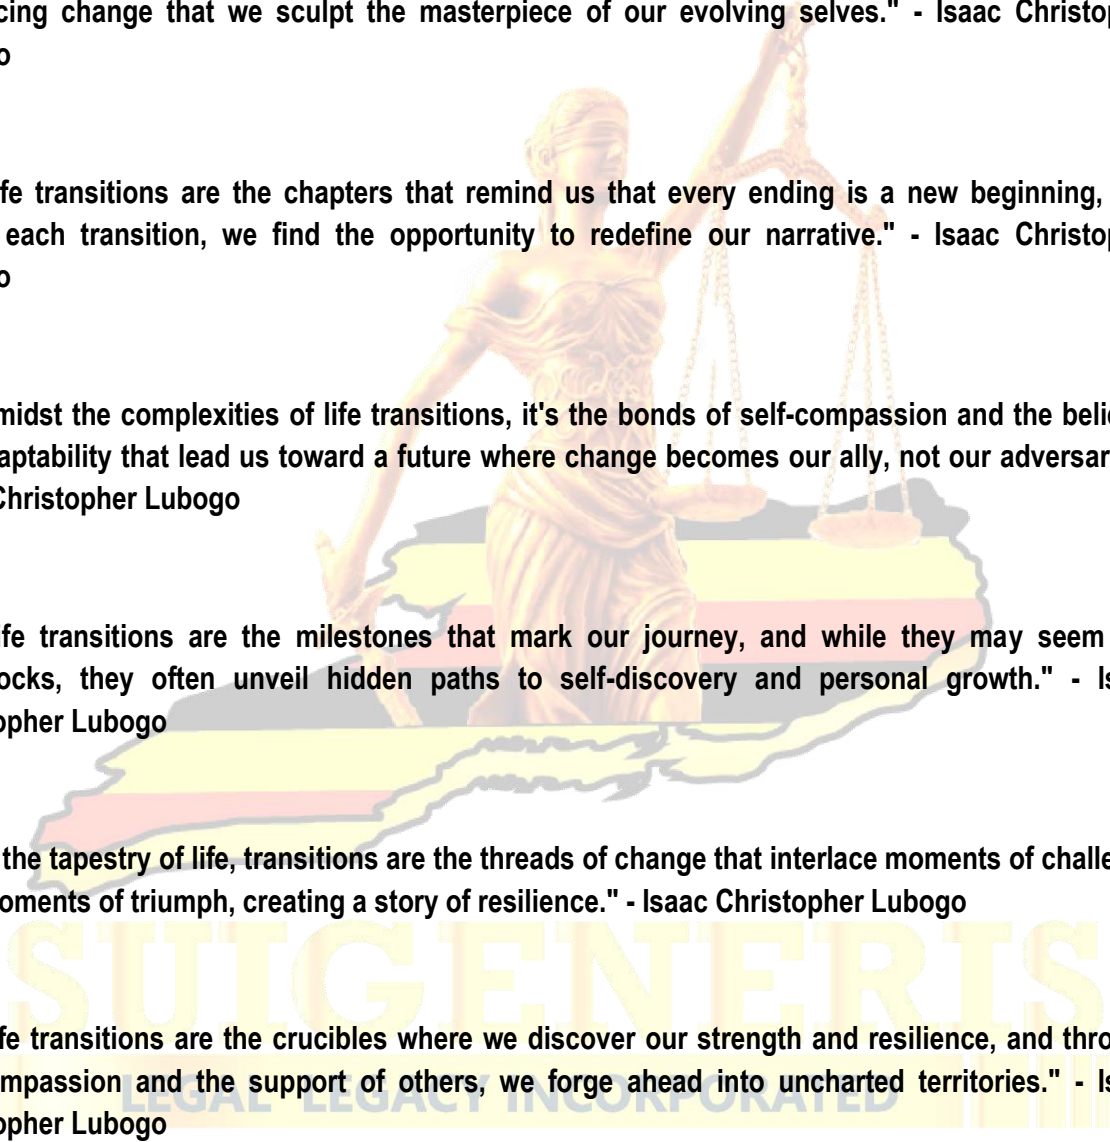 cing change that we sculpt the masterpiece of our evolving selves." - Isaac Christop
o
fe transitions are the chapters that remind us that every ending is a new beginning,
each transition, we find the opportunity to redefine our narrative." - Isaac Christop
o
midst the complexities of life transitions, it's the bonds of self-compassion and the belie
aptability that lead us toward a future where change becomes our ally, not our adversar
Christopher Lubogo
ife transitions are the milestones that mark our journey, and while they may seem
ocks, they often unveil hidden paths to self-discovery and personal growth." - Is
opher Lubogo
the tapestry of life, transitions are the threads of change that interlace moments of challe
oments of triumph, creating a story of resilience." - Isaac Christopher Lubogo
SUIGENERIS
fe transitions are the crucibles where we discover our strength and resilience, and thro
mpassion and the support of others, we forge ahead into uncharted territories." - Is
LEGAL LEGACY INCORPORATED
opher Lubogo